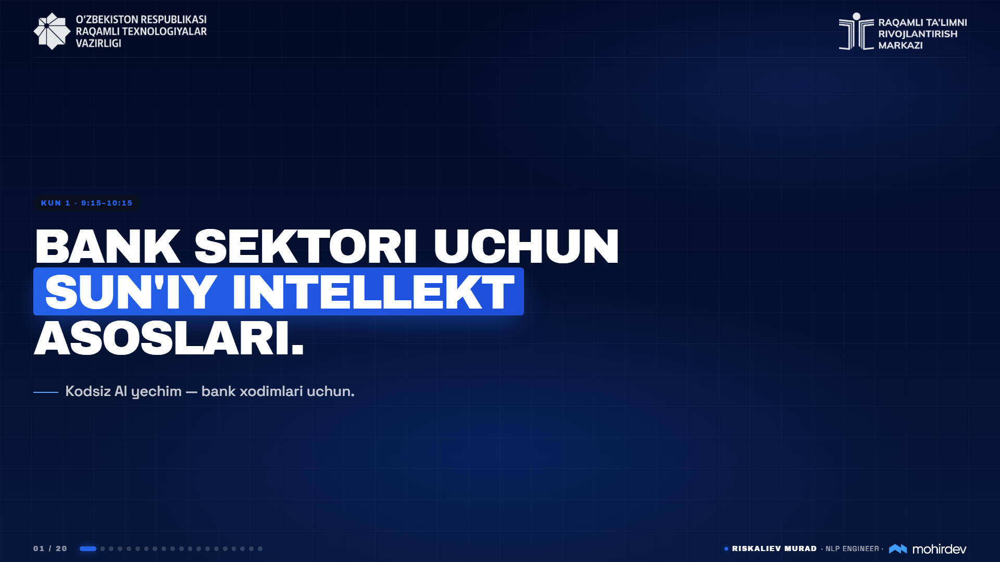 O'ZBEKISTON RESPUBLIKASI
RAQAMLI TEXNOLOGIYALAR
VAZIRLIGI
RAQAMLI TA'LIMNI
RIVOJLANTIRISH
MARKAZI
KUN 1 · 9:15–10:15
BANK SEKTORI UCHUN
SUN'IY INTELLEKT
ASOSLARI.
Kodsiz AI yechim — bank xodimlari uchun.
01 / 20
RISKALIEV MURAD · NLP ENGINEER · mohirdev